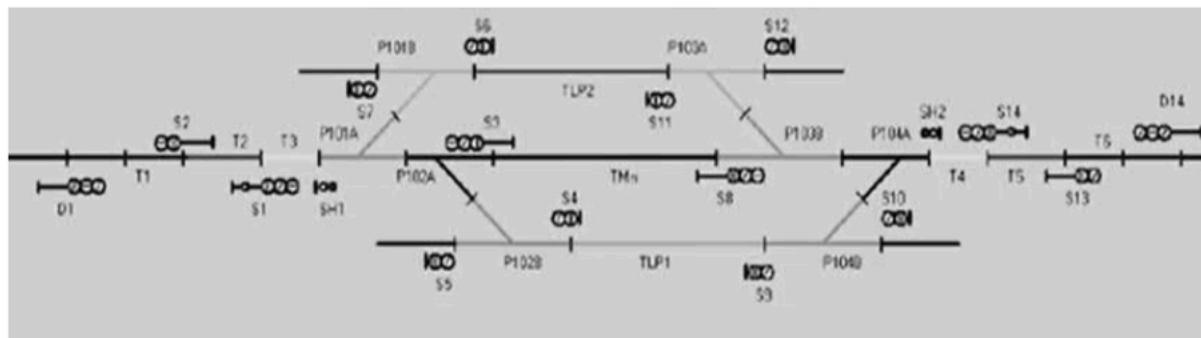 S6
S12
P101B
P103A
D14
S7
TLP2
S11
SH2
S14
S2
T2
T3
P101A
S3
P103B
P104A
T6
T1
P102A
TMn
S8
T4
T5
S13
D1
S1
SH1
S4
S10
S5
P102B
TLP1
S9
P104B